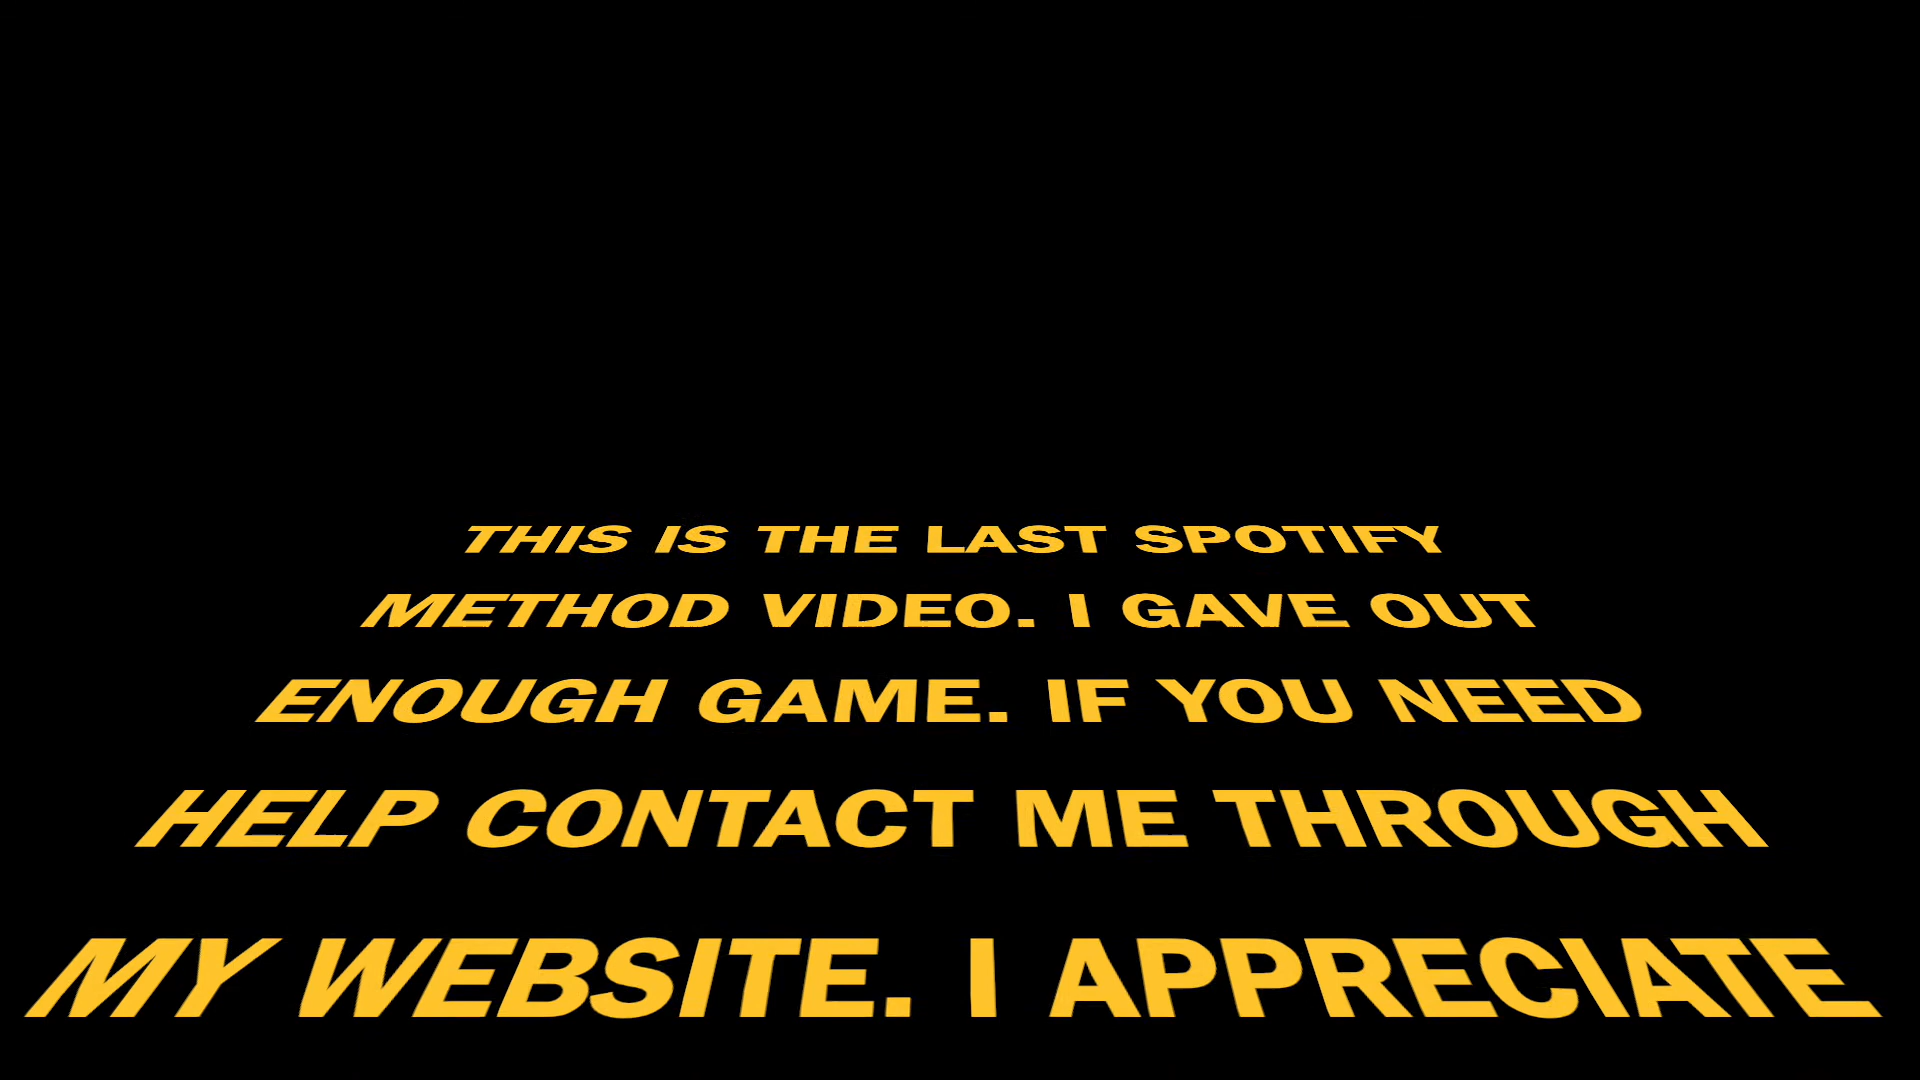 THIS IS THE LAST SPOTIFY
METHOD VIDEO. I GAVE OUT
ENOUGH GAME. IF YOU NEED
HELP CONTACT ME THROUGH
MY WEBSITE. I APPRECIATE